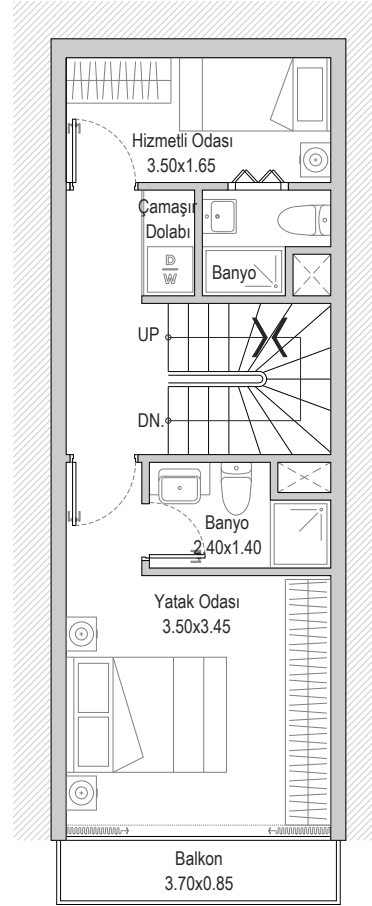 Hizmetli Odası
3.50x1.65
Çamaşır
Dolabı
D
W
Banyo
UP
DN.
Banyo
2.40x1.40
Yatak Odası
3.50x3.45
Balkon
3.70x0.85